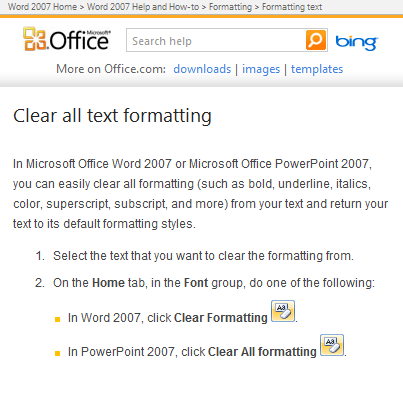 Word 2007 Home > Word 2007 Help and How-to > Formatting > Formatting text
Microsoft®
Office Search help bing™
More on Office.com: downloads | images | templates
Clear all text formatting
In Microsoft Office Word 2007 or Microsoft Office PowerPoint 2007,
you can easily clear all formatting (such as bold, underline, italics,
color, superscript, subscript, and more) from your text and return your
text to its default formatting styles.
1. Select the text that you want to clear the formatting from.
2. On the Home tab, in the Font group, do one of the following:
In Word 2007, click Clear Formatting .
In PowerPoint 2007, click Clear All formatting .